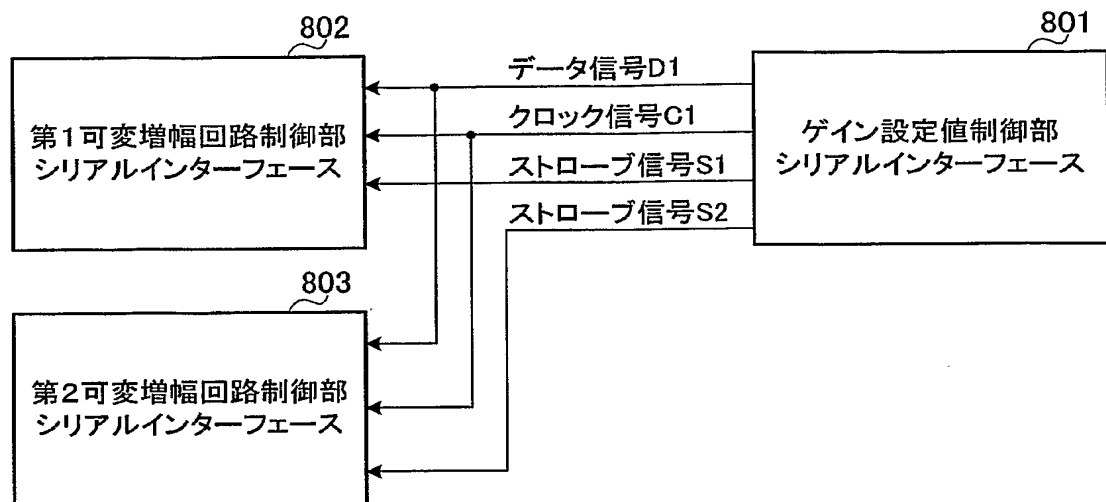 802
第1可変増幅回路制御部
シリアルインターフェース
データ信号D1
クロック信号C1
ストローブ信号S1
ストローブ信号S2
801
ゲイン設定値制御部
シリアルインターフェース
803
第2可変増幅回路制御部
シリアルインターフェース